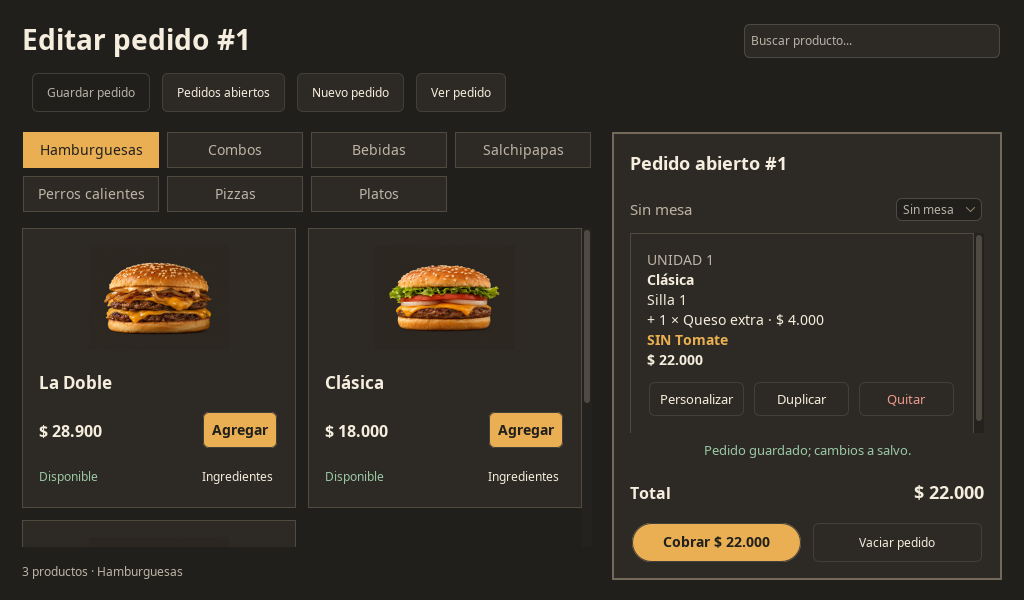 Editar pedido #1
Buscar producto...
Guardar pedido
Pedidos abiertos
Nuevo pedido
Ver pedido
Hamburguesas
Combos
Bebidas
Salchipapas
Perros calientes
Pizzas
Platos
La Doble
$ 28.900
Agregar
Disponible
Ingredientes
Clásica
$ 18.000
Agregar
Disponible
Ingredientes
3 productos · Hamburguesas
Pedido abierto #1
Sin mesa
Sin mesa
UNIDAD 1
Clásica
Silla 1
+ 1 × Queso extra · $ 4.000
SIN Tomate
$ 22.000
Personalizar
Duplicar
Quitar
Pedido guardado; cambios a salvo.
Total
$ 22.000
Cobrar $ 22.000
Vaciar pedido